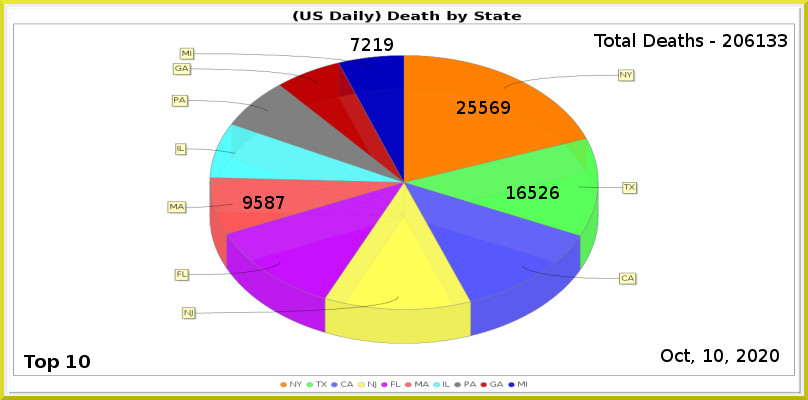 (US Daily) Death by State
Total Deaths - 206133
7219
MI
GA
NY
PA
25569
IL
TX
16526
MA
9587
FL
CA
NJ
Oct, 10, 2020
Top 10
NY TX CA NJ FL MA IL PA GA MI